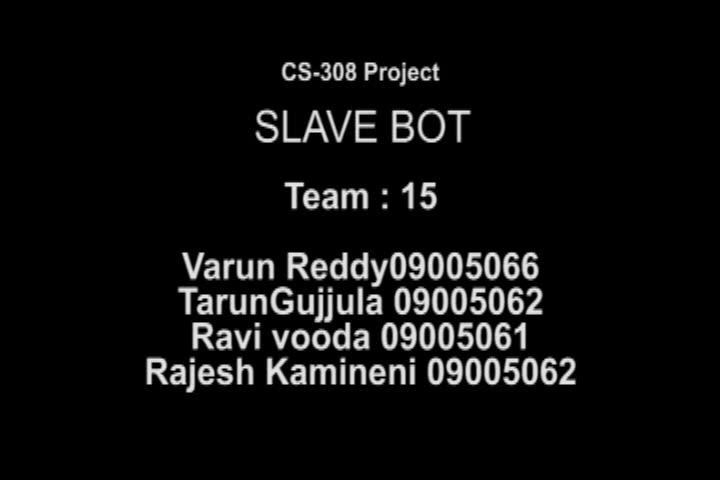 CS-308 Project
SLAVE BOT
Team : 15
Varun Reddy09005066
TarunGujjula 09005062
Ravi vooda 09005061
Rajesh Kamineni 09005062